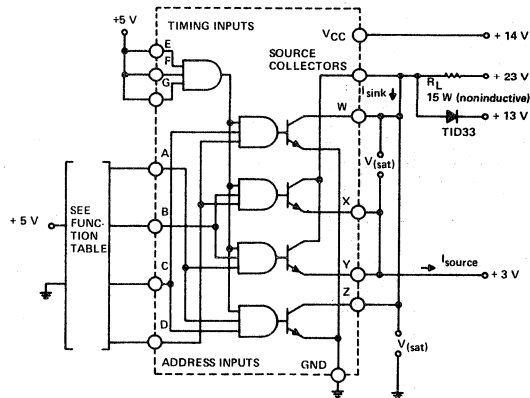 +5 V
TIMING INPUTS
E
F
G
VCC
+ 14 V
SOURCE
COLLECTORS
+ 23 V
RL
15 W (noninductive)
Isink
W
+ 13 V
TID33
V(sat)
A
B
C
D
X
+ 5 V
SEE
FUNC-
TION
TABLE
Y
Isource
+ 3 V
Z
V(sat)
ADDRESS INPUTS
GND